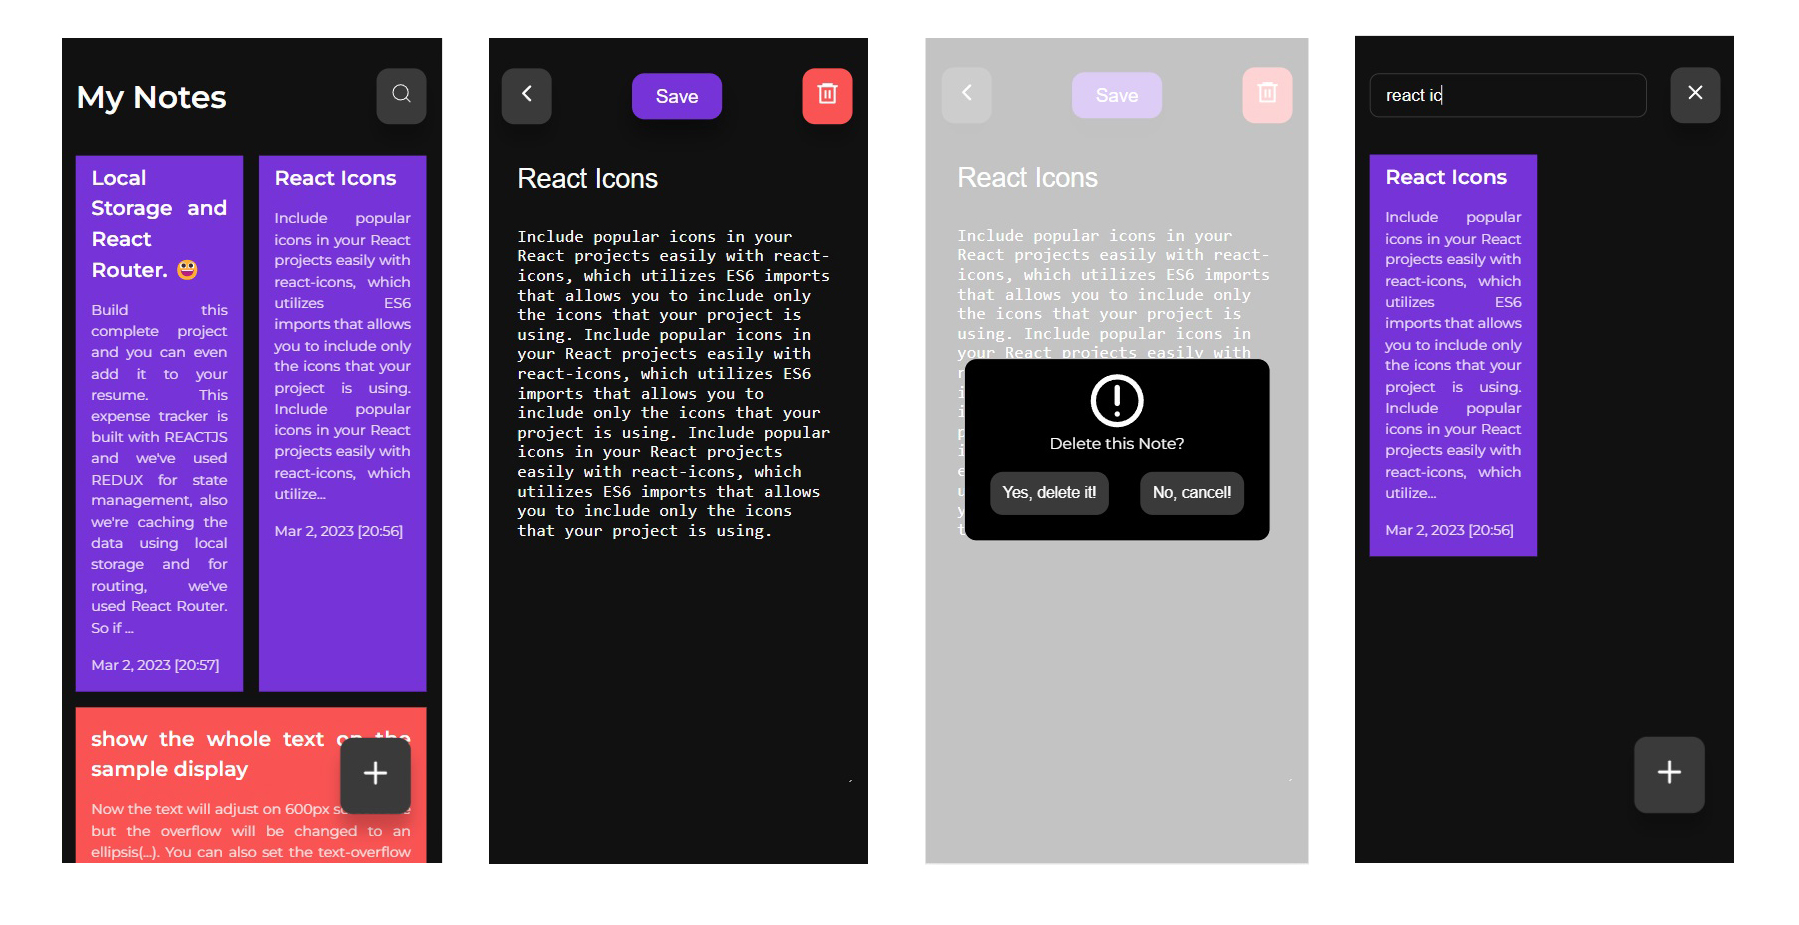 My Notes
Local
Storage and
React
Router. 😀
Build this
complete project
and you can even
add it to your
resume. This
expense tracker is
built with REACTJS
and we've used
REDUX for state
management, also
we're caching the
data using local
storage and for
routing, we've
used React Router.
So if ...
Mar 2, 2023 [20:57]
React Icons
Include popular
icons in your React
projects easily with
react-icons, which
utilizes ES6
imports that allows
you to include only
the icons that your
project is using.
Include popular
icons in your React
projects easily with
react-icons, which
utilize...
Mar 2, 2023 [20:56]
show the whole text on the
sample display
Now the text will adjust on 600px
but the overflow will be changed to an
ellipsis(...). You can also set the text-overflow
Save
React Icons
Include popular icons in your
React projects easily with react-
icons, which utilizes ES6 imports
that allows you to include only
the icons that your project is
using. Include popular icons in
your React projects easily with
react-icons, which utilizes ES6
imports that allows you to
include only the icons that your
project is using. Include popular
icons in your React projects
easily with react-icons, which
utilizes ES6 imports that allows
you to include only the icons
that your project is using.
Save
React Icons
Include popular icons in your
React projects easily with react-
icons, which utilizes ES6 imports
that allows you to include only
the icons that your project is
using. Include popular icons in
your React projects easily with
Delete this Note?
Yes, delete it!
No, cancel!
react ic
React Icons
Include popular
icons in your React
projects easily with
react-icons, which
utilizes ES6
imports that allows
you to include only
the icons that your
project is using.
Include popular
icons in your React
projects easily with
react-icons, which
utilize...
Mar 2, 2023 [20:56]